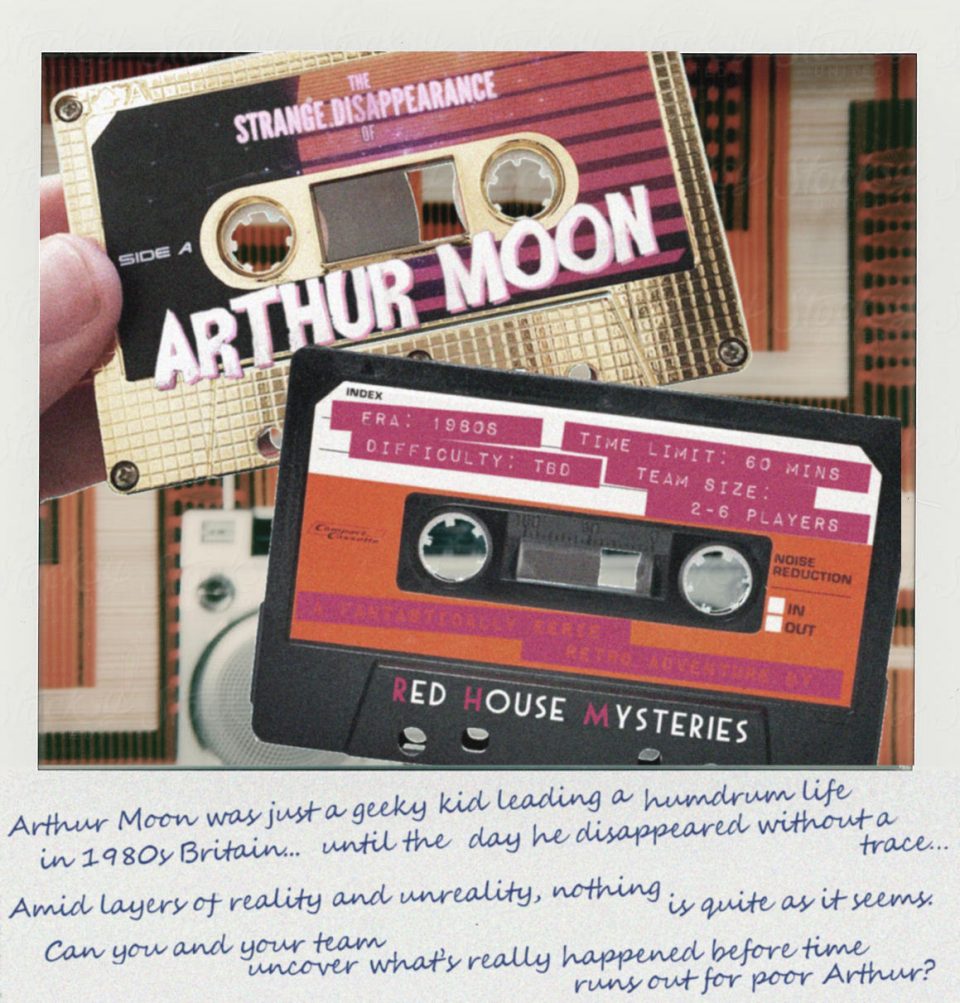 THE
STRANGE DISAPPEARANCE
OF
SIDE A
ARTHUR MOON
INDEX
ERA: 1980S
TIME LIMIT: 60 MINS
DIFFICULTY: TBD
TEAM SIZE:
2-6 PLAYERS
Compact
Cassette
NOISE
REDUCTION
IN
OUT
A FANTASTICALLY EERIE
RETRO ADVENTURE BY
RED HOUSE MYSTERIES
Arthur Moon was just a geeky kid leading a humdrum life
in 1980s Britain... until the day he disappeared without a
trace...
Amid layers of reality and unreality, nothing is quite as it seems.
Can you and your team
uncover what's really happened before time
runs out for poor Arthur?